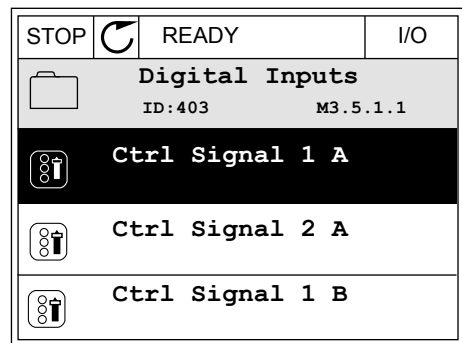 STOP READY I/O
Digital Inputs
ID:403 M3.5.1.1
Ctrl Signal 1 A
Ctrl Signal 2 A
Ctrl Signal 1 B